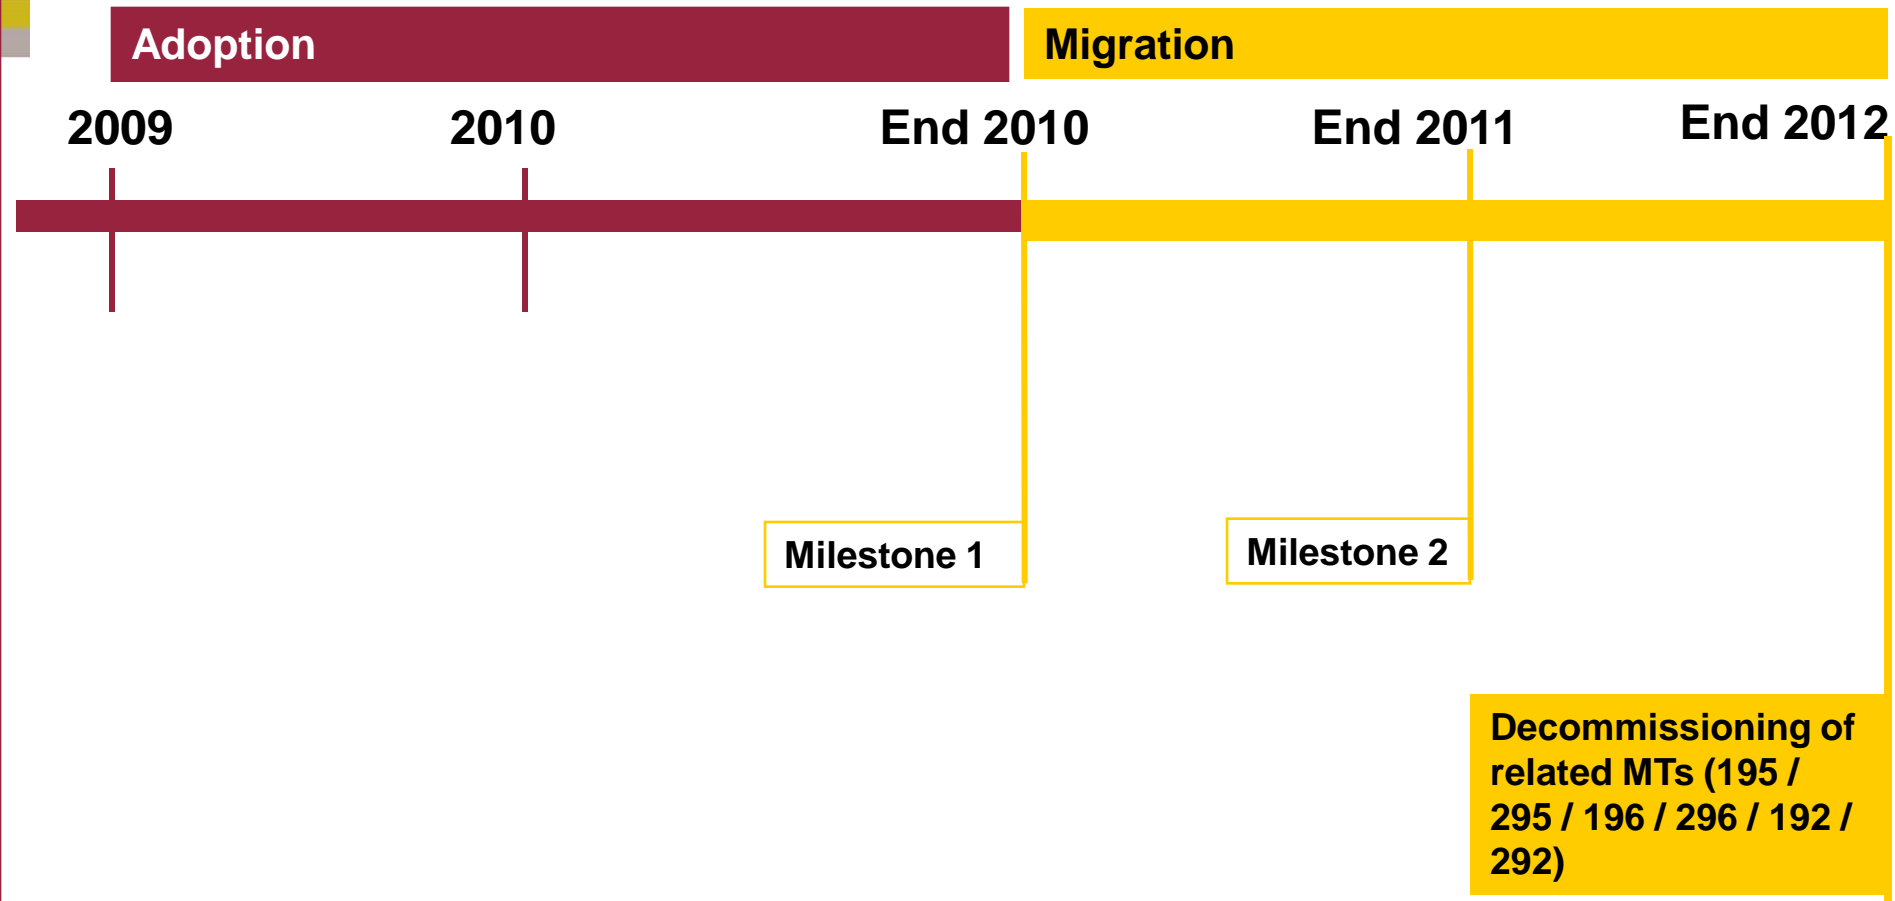 Adoption
Migration
2009
2010
End 2010
End 2011
End 2012
Milestone 1
Milestone 2
Decommissioning of
related MTs (195 /
295 / 196 / 296 / 192 /
292)